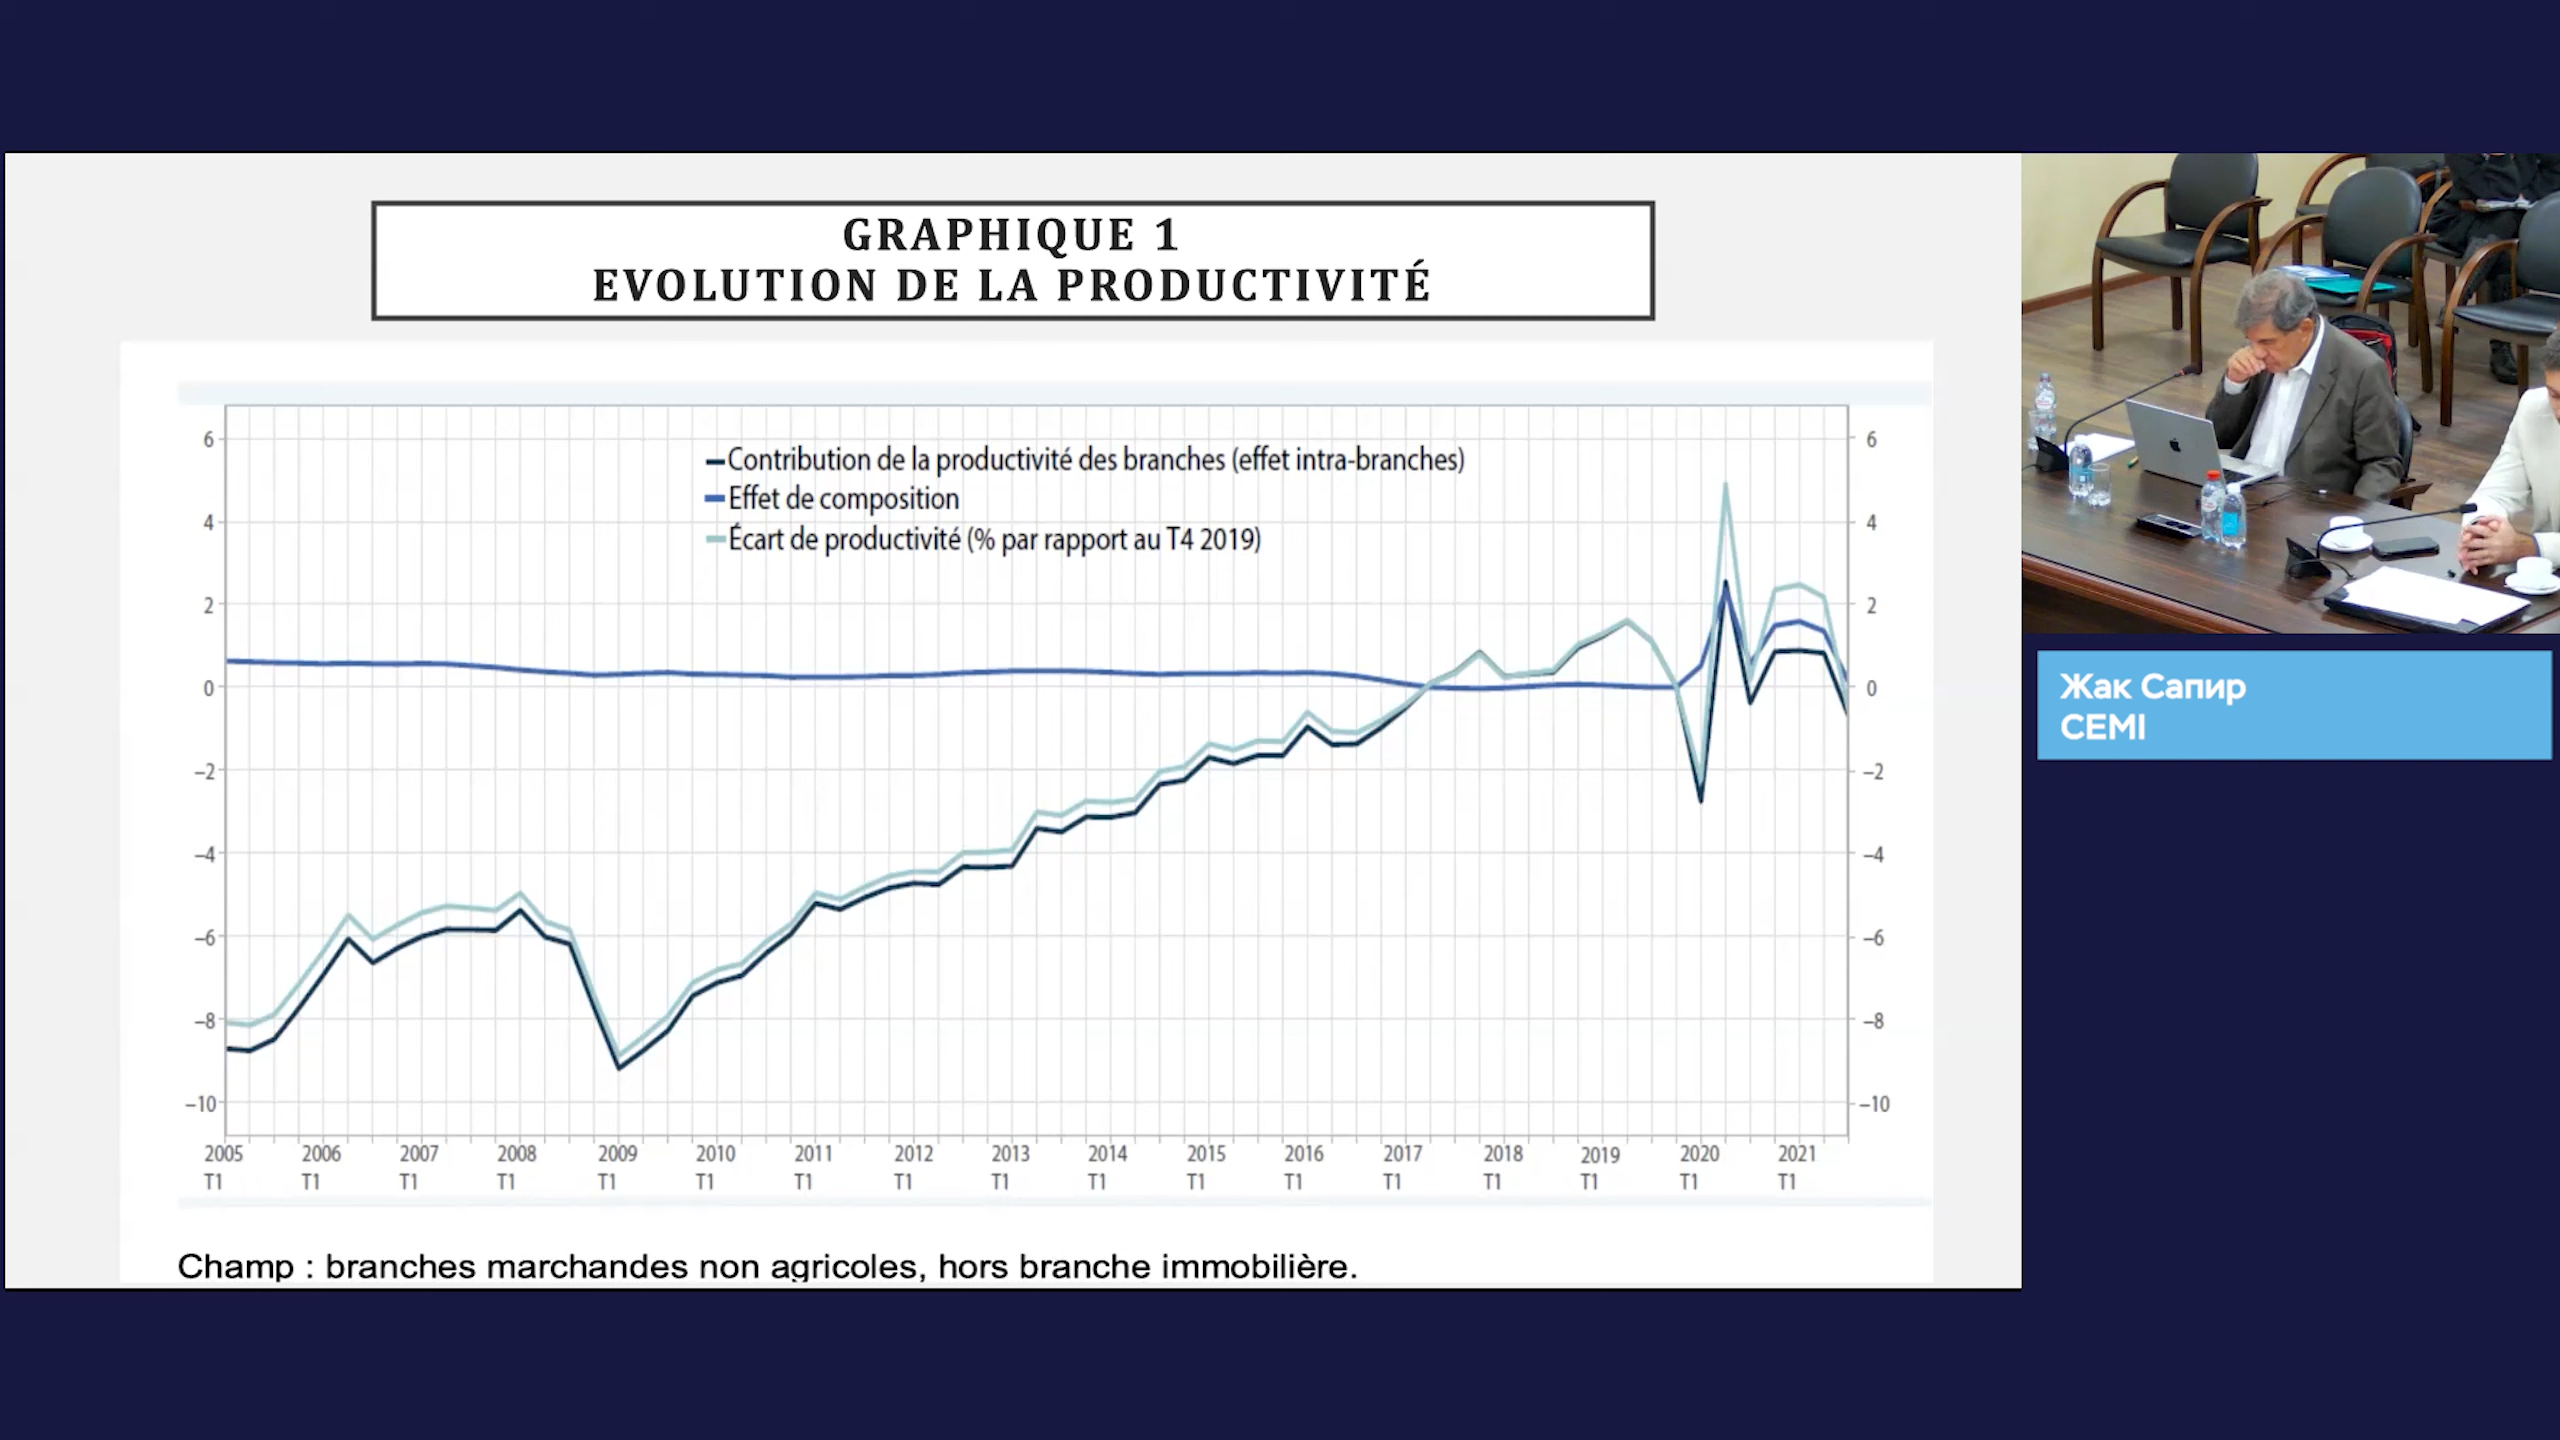 GRAPHIQUE 1
EVOLUTION DE LA PRODUCTIVITÉ
Contribution de la productivité des branches (effet intra-branches)
Effet de composition
Écart de productivité (% par rapport au T4 2019)
6
4
2
0
–2
–4
–6
–8
–10
6
4
2
0
–2
–4
–6
–8
–10
2005 2006 2007 2008 2009 2010 2011 2012 2013 2014 2015 2016 2017 2018 2019 2020 2021
T1 T1 T1 T1 T1 T1 T1 T1 T1 T1 T1 T1 T1 T1 T1 T1 T1
Champ : branches marchandes non agricoles, hors branche immobilière.
Жак Сапир
CEMI